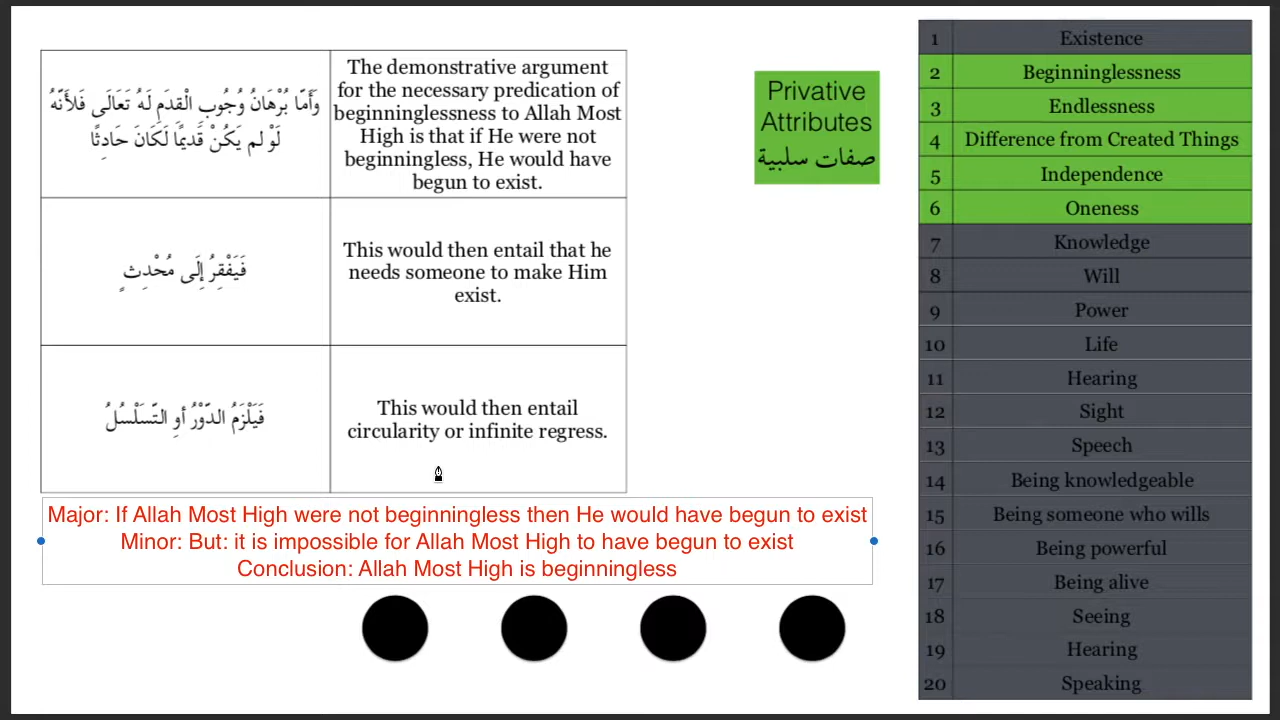 وَأَمَّا بُرْهَانُ وُجُوبِ الْقِدَمِ لَهُ تَعَالَى فَلأَنَّهُ
لَوْ لم يَكُنْ قَدِيمًا لَكَانَ حَادِثًا
The demonstrative argument
for the necessary predication of
beginninglessness to Allah Most
High is that if He were not
beginningless, He would have
begun to exist.
فَيَفْقِرُ إِلَى مُحْدِثٍ
This would then entail that he
needs someone to make Him
exist.
فَيَلْزَمُ الدَّوْرُ أَوِ التَّسَلْسُلُ
This would then entail
circularity or infinite regress.
Major: If Allah Most High were not beginningless then He would have begun to exist
Minor: But: it is impossible for Allah Most High to have begun to exist
Conclusion: Allah Most High is beginningless
Privative
Attributes
صفات سلبية
1 Existence
2 Beginninglessness
3 Endlessness
4 Difference from Created Things
5 Independence
6 Oneness
7 Knowledge
8 Will
9 Power
10 Life
11 Hearing
12 Sight
13 Speech
14 Being knowledgeable
15 Being someone who wills
16 Being powerful
17 Being alive
18 Seeing
19 Hearing
20 Speaking